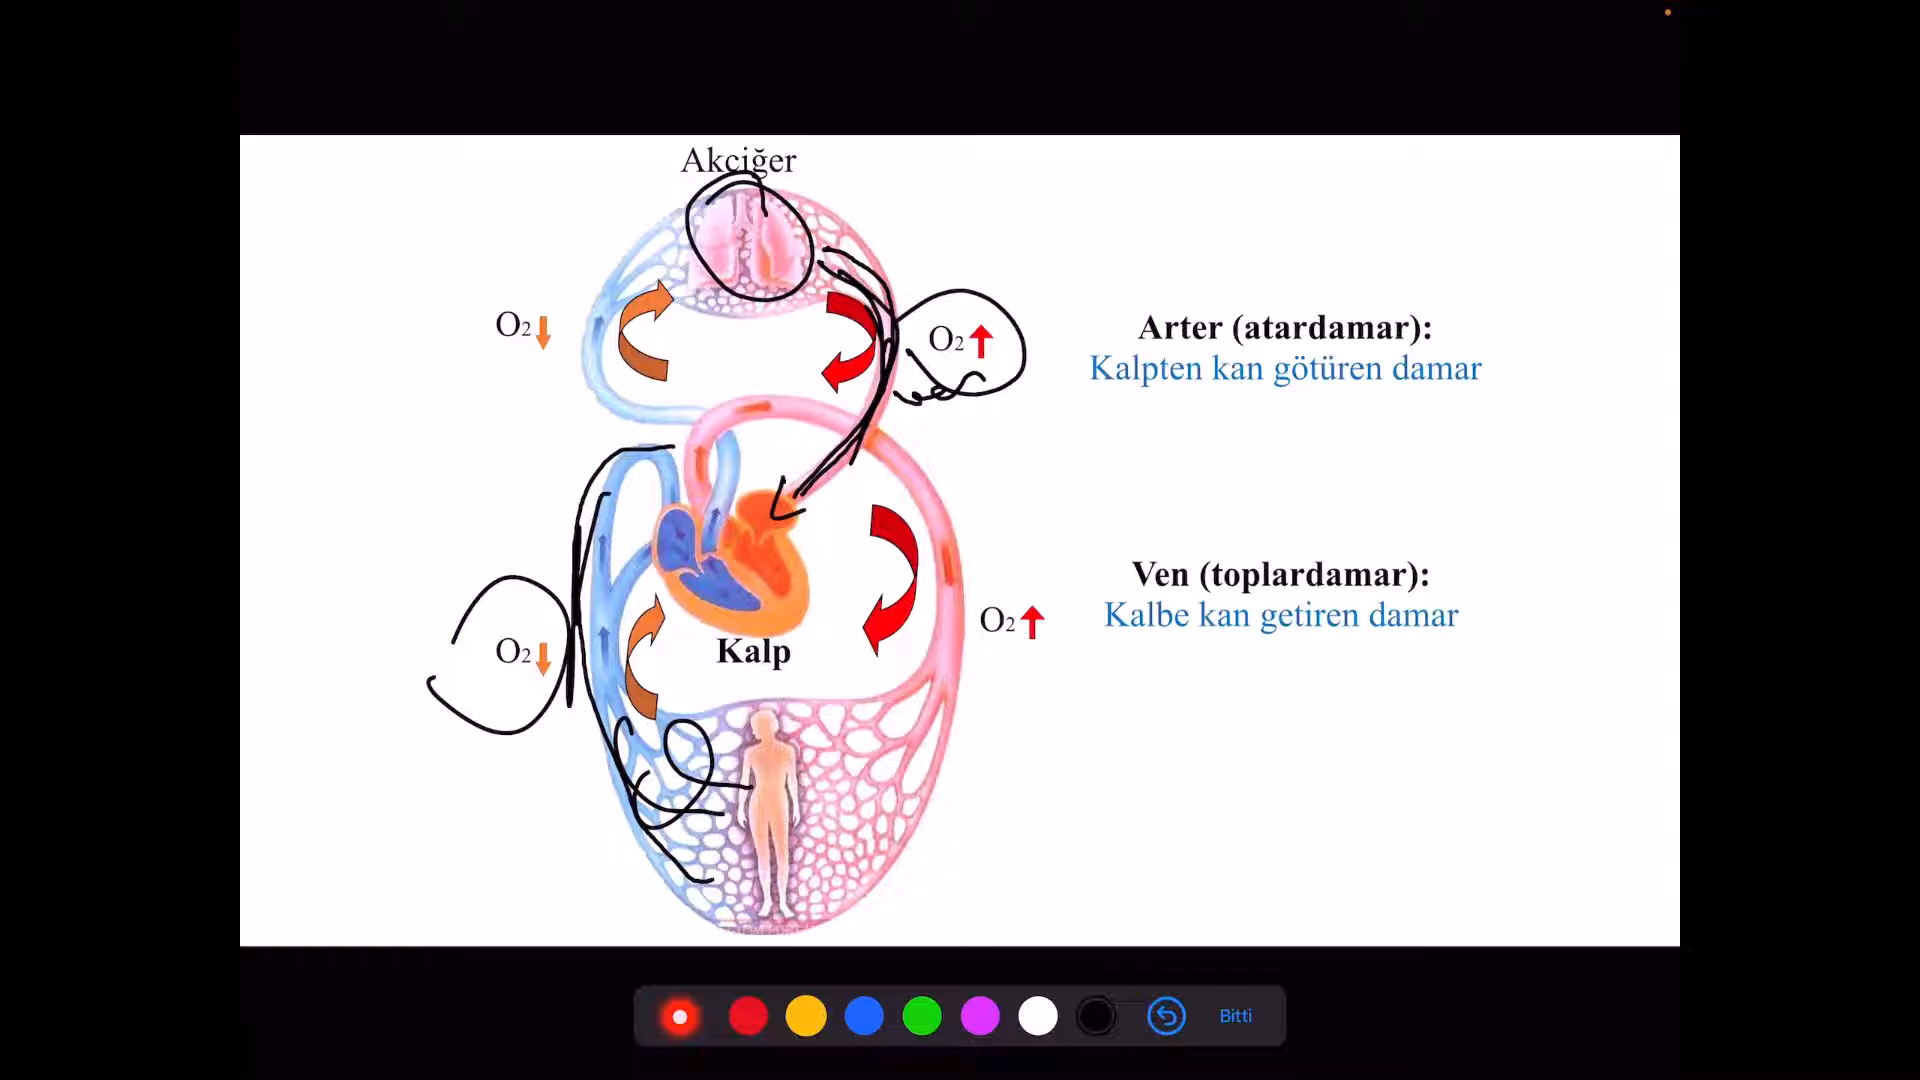 Akciğer
O2
O2
Arter (atardamar):
Kalpten kan götüren damar
Ven (toplardamar):
Kalbe kan getiren damar
O2
O2
Kalp
Bitti